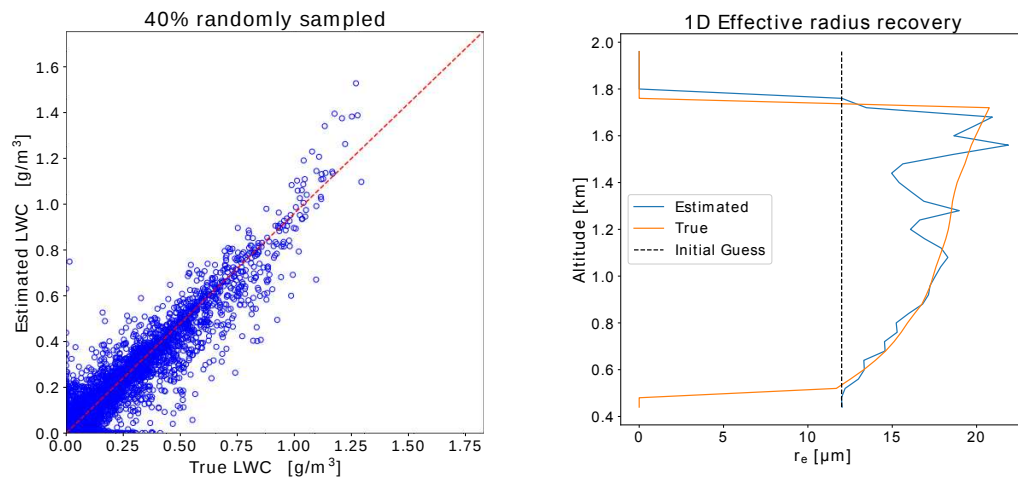 40% randomly sampled
Estimated LWC [g/m³]
1.6
1.4
1.2
1.0
0.8
0.6
0.4
0.2
0.0
0.00 0.25 0.50 0.75 1.00 1.25 1.50 1.75
True LWC [g/m³]
1D Effective radius recovery
Altitude [km]
2.0
1.8
1.6
1.4
1.2
1.0
0.8
0.6
0.4
Estimated
True
Initial Guess
0 5 10 15 20
rₑ [μm]